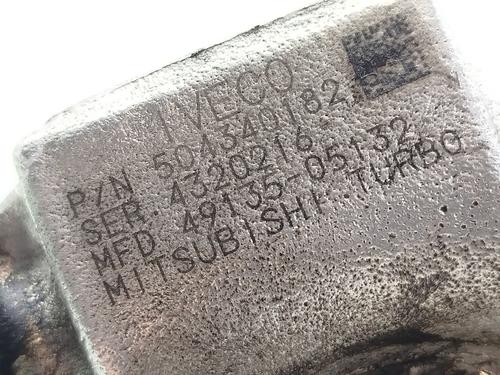 IVECO
P/N 504340182
SER 4320216
MFD 49135-05132
MITSUBISHI TURBO